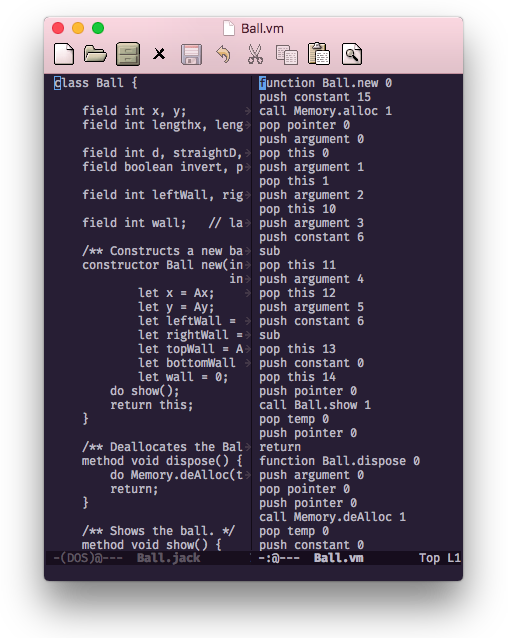 Ball.vm
class Ball {
field int x, y;
field int lengthx, leng
field int d, straightD,
field boolean invert, p
field int leftWall, rig
field int wall;   // la
/** Constructs a new ba
constructor Ball new(in
in
let x = Ax;
let y = Ay;
let leftWall =
let rightWall =
let topWall = A
let bottomWall
let wall = 0;
do show();
return this;
}
/** Deallocates the Bal
method void dispose() {
do Memory.deAlloc(t
return;
}
/** Shows the ball. */
method void show() {
-(DOS)@---  Ball.jack
function Ball.new 0
push constant 15
call Memory.alloc 1
pop pointer 0
push argument 0
pop this 0
push argument 1
pop this 1
push argument 2
pop this 10
push argument 3
push constant 6
sub
pop this 11
push argument 4
pop this 12
push argument 5
push constant 6
sub
pop this 13
push constant 0
pop this 14
push pointer 0
call Ball.show 1
pop temp 0
push pointer 0
return
function Ball.dispose 0
push argument 0
pop pointer 0
push pointer 0
call Memory.deAlloc 1
pop temp 0
push constant 0
-:@---  Ball.vm        Top L1